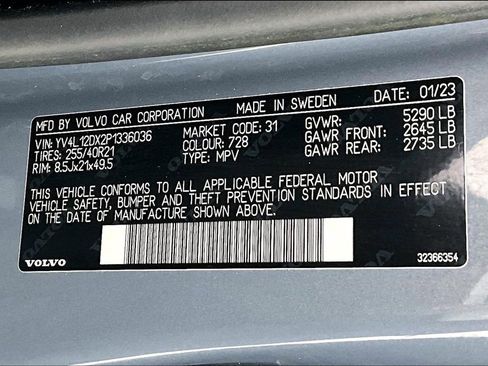 MFD BY VOLVO CAR CORPORATION MADE IN SWEDEN DATE: 01/23
VIN: YV4L12DX2P1336036 MARKET CODE: 31 GVWR: 5290 LB
TIRES: 255/40R21 COLOUR: 728 GAWR FRONT: 2645 LB
RIM: 8.5Jx21x49.5 TYPE: MPV GAWR REAR: 2735 LB
THIS VEHICLE CONFORMS TO ALL APPLICABLE FEDERAL MOTOR
VEHICLE SAFETY, BUMPER AND THEFT PREVENTION STANDARDS IN EFFECT
ON THE DATE OF MANUFACTURE SHOWN ABOVE.
VOLVO 32366354